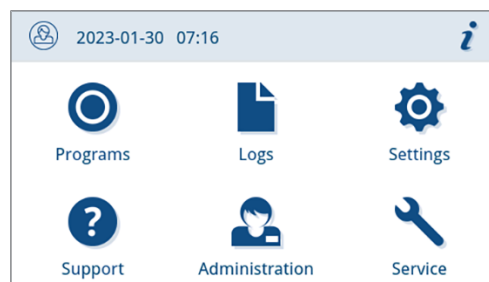 2023-01-30 07:16 i
Programs Logs Settings
?
Support Administration Service